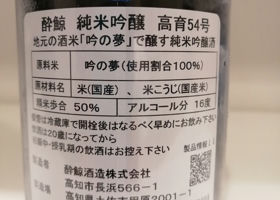 酔鯨 純米吟醸 高育54号
地元の酒米「吟の夢」で醸す純米吟醸酒
原料米 吟の夢(使用割合100%)
原材料名 米(国産)、米こうじ(国産米)
精米歩合 50% アルコール分 16度
冷蔵庫で開栓後はなるべく早めにお飲み下さい
飲酒は20歳になってから
妊娠中・授乳期の飲酒はお控え下さい
製造者 酔鯨酒造株式会社
高知市長浜566-1
製造所